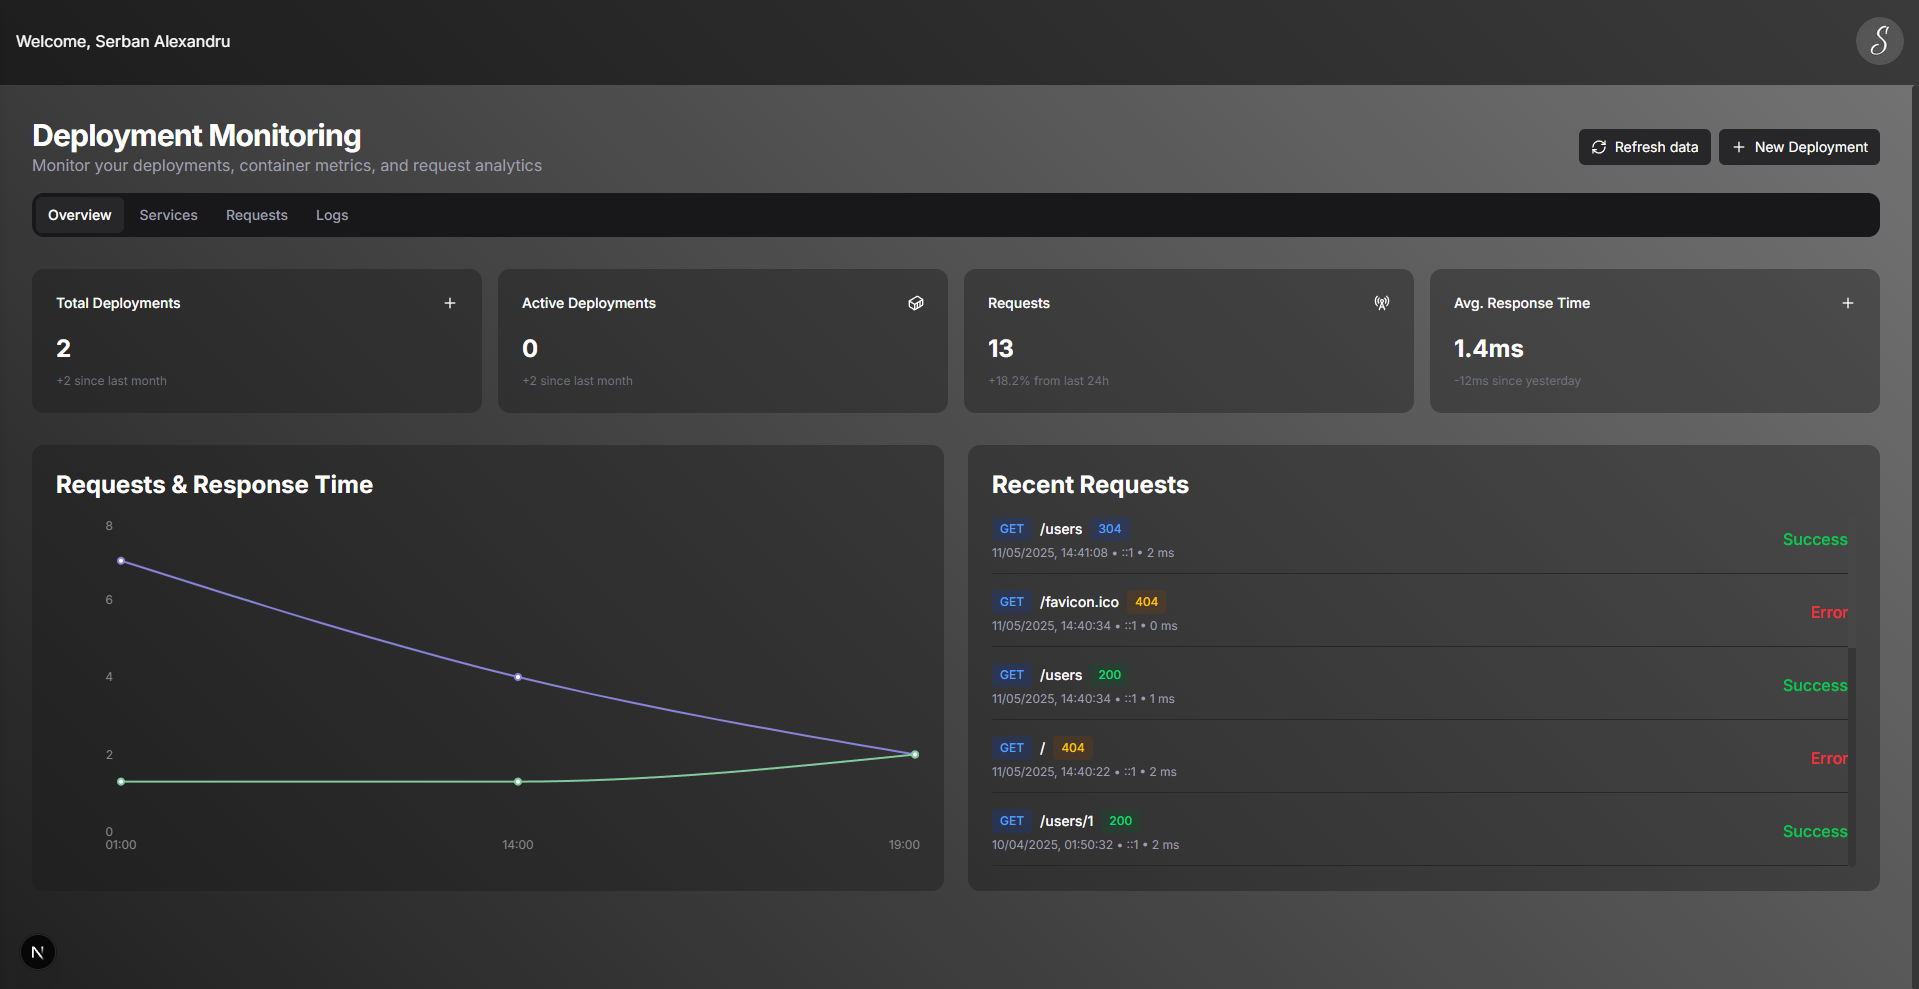 Welcome, Serban Alexandru
S
Deployment Monitoring
Monitor your deployments, container metrics, and request analytics
Refresh data
New Deployment
Overview Services Requests Logs
Total Deployments
2
+2 since last month
Active Deployments
0
+2 since last month
Requests
13
+18.2% from last 24h
Avg. Response Time
1.4ms
-12ms since yesterday
Requests & Response Time
8
6
4
2
0
01:00 14:00 19:00
Recent Requests
GET /users 304
11/05/2025, 14:41:08 • ::1 • 2 ms
Success
GET /favicon.ico 404
11/05/2025, 14:40:34 • ::1 • 0 ms
Error
GET /users 200
11/05/2025, 14:40:34 • ::1 • 1 ms
Success
GET / 404
11/05/2025, 14:40:22 • ::1 • 2 ms
Error
GET /users/1 200
10/04/2025, 01:50:32 • ::1 • 2 ms
Success
N